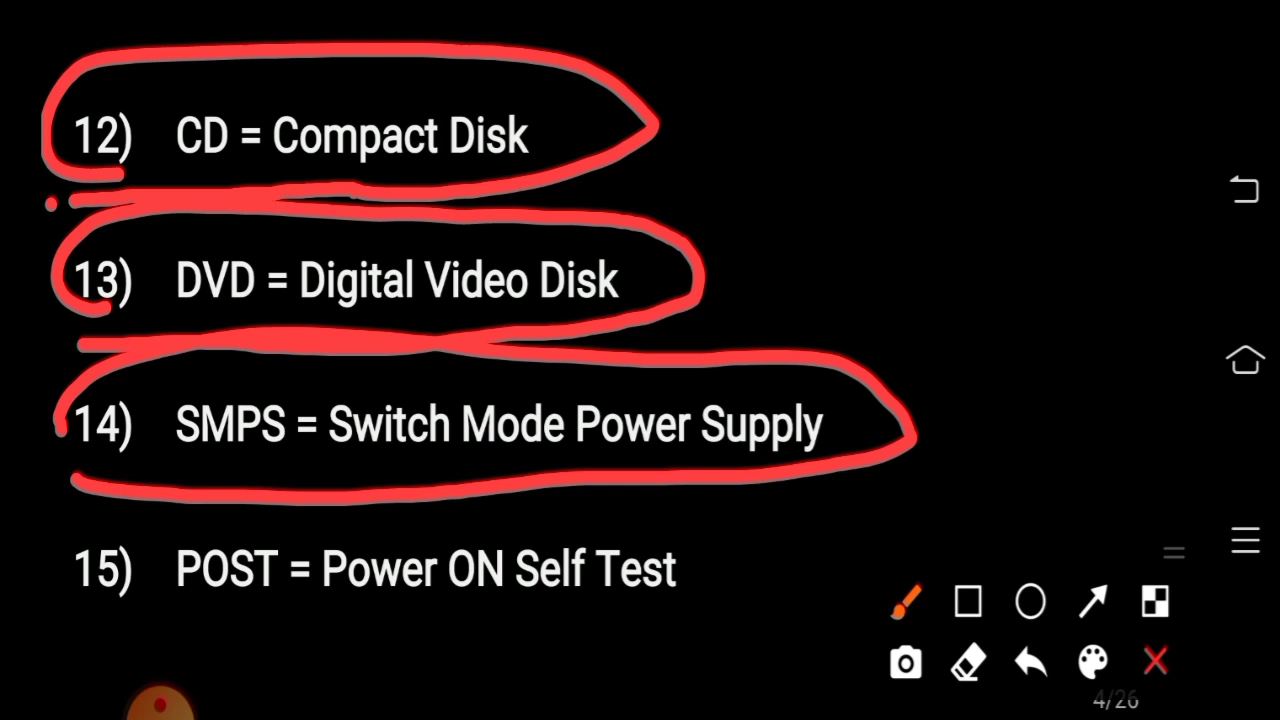 12) CD = Compact Disk
13) DVD = Digital Video Disk
14) SMPS = Switch Mode Power Supply
15) POST = Power ON Self Test
4/26